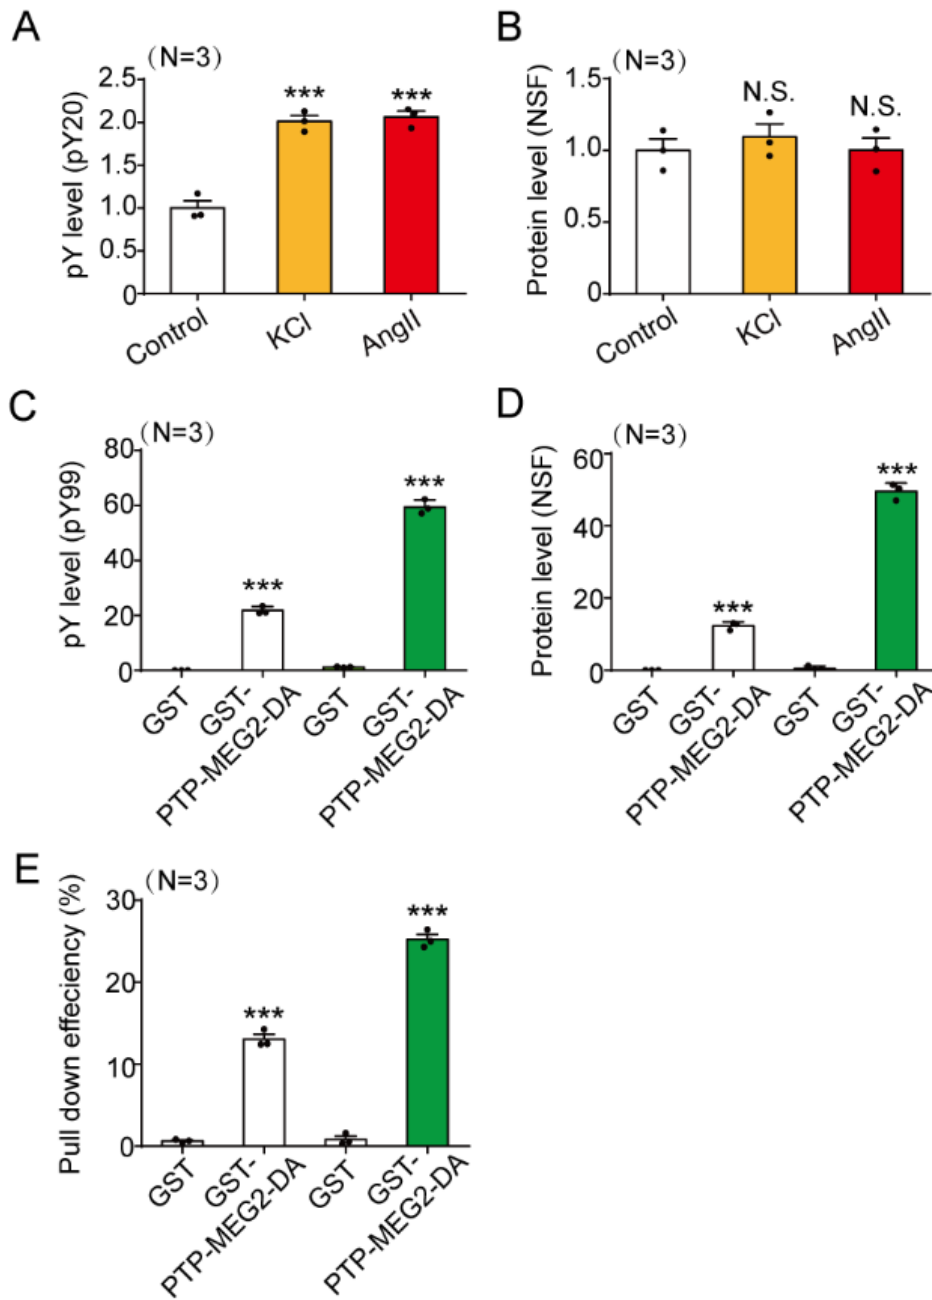 A
(N=3)
pY level (pY20)
2.5
2.0
1.0
0.5
0
***
***
Control
KCl
AngII
B
(N=3)
Protein level (NSF)
1.5
1.0
0.5
0
N.S.
N.S.
Control
KCl
AngII
C
(N=3)
pY level (pY99)
80
60
40
20
0
***
***
GST
GST-
PTP-MEG2-DA
GST
GST-
PTP-MEG2-DA
D
(N=3)
Protein level (NSF)
60
40
20
0
***
***
GST
GST-
PTP-MEG2-DA
GST
GST-
PTP-MEG2-DA
E
(N=3)
Pull down effeciency (%)
30
20
10
0
***
***
GST
GST-
PTP-MEG2-DA
GST
GST-
PTP-MEG2-DA